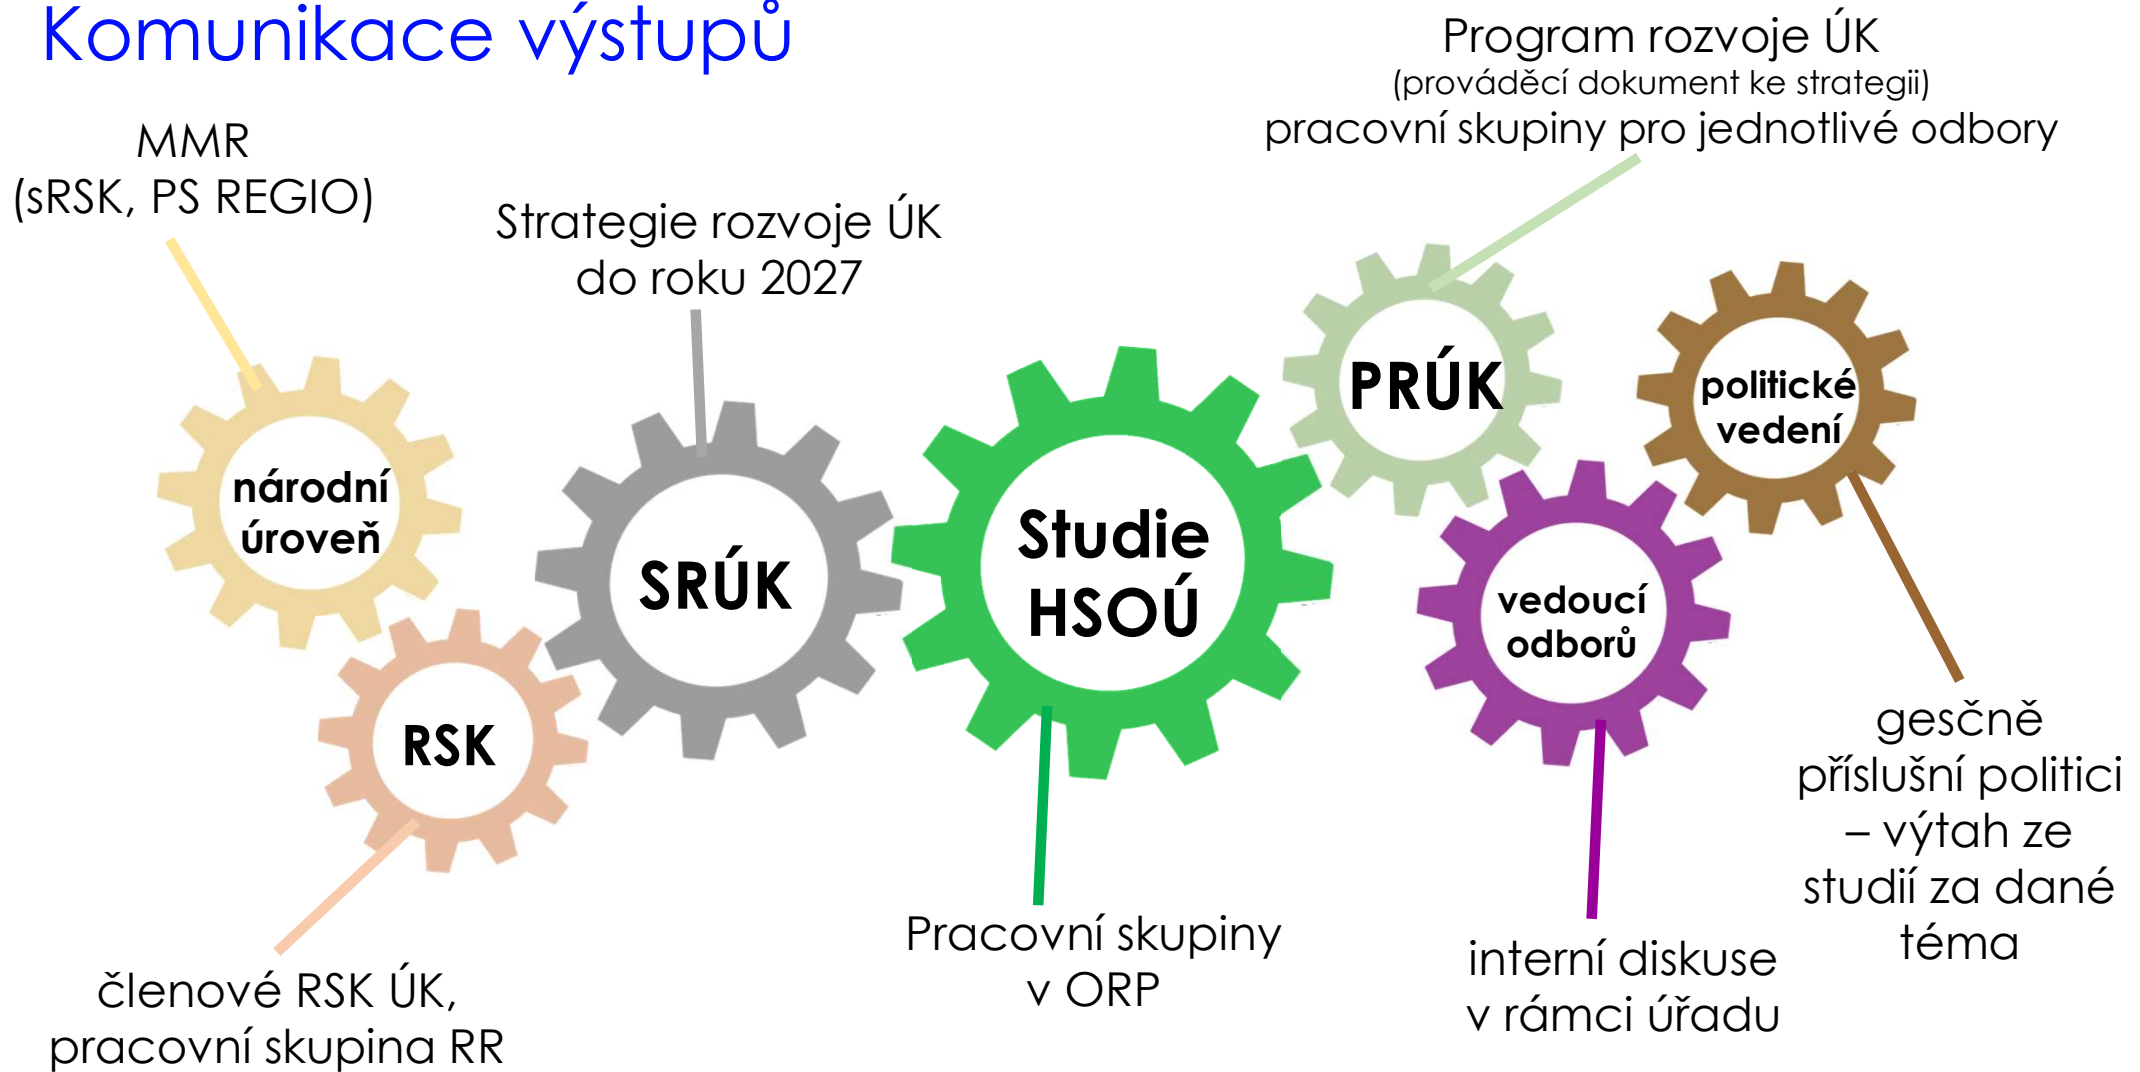 Komunikace výstupů
MMR
(sRSK, PS REGIO)
národní
úroveň
RSK
členové RSK ÚK,
pracovní skupina RR
Strategie rozvoje ÚK
do roku 2027
SRÚK
Studie
HSOÚ
Pracovní skupiny
v ORP
Program rozvoje ÚK
(prováděcí dokument ke strategii)
pracovní skupiny pro jednotlivé odbory
PRÚK
vedoucí
odborů
interní diskuse
v rámci úřadu
politické
vedení
gesčně
příslušní politici
– výtah ze
studií za dané
téma